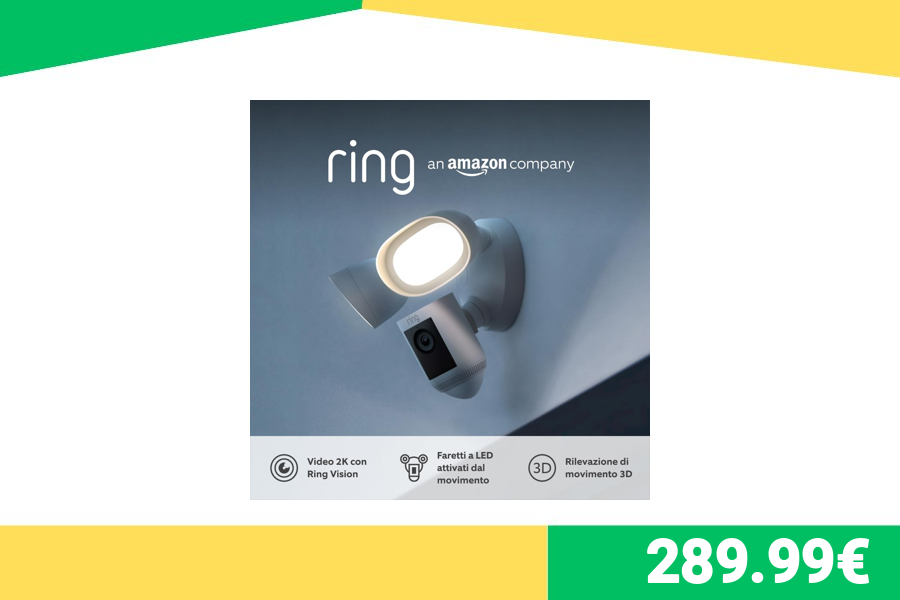 ring an amazon company
ring
Video 2K con
Ring Vision
Faretti a LED
attivati dal
movimento
3D
Rilevazione di
movimento 3D
289.99€